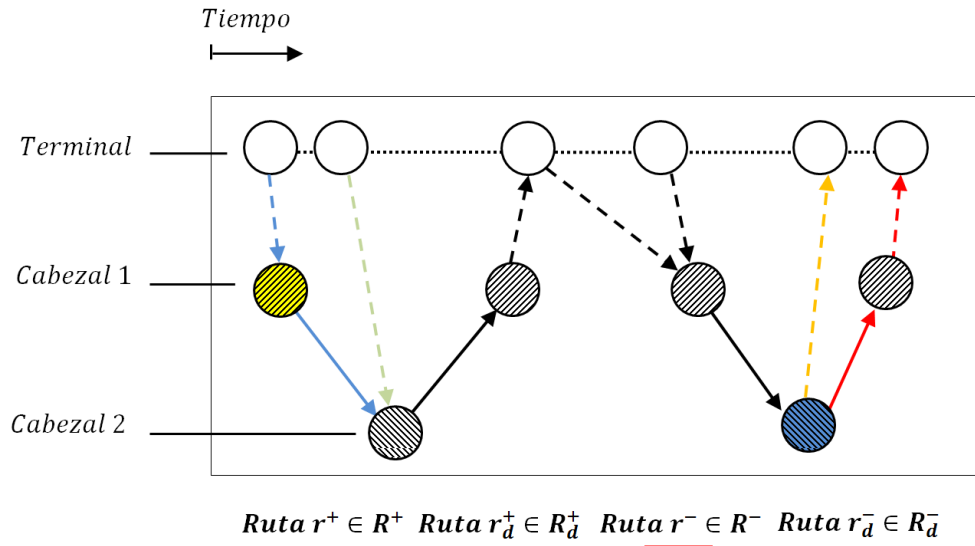 Tiempo
Terminal
Cabezal 1
Cabezal 2
Ruta r⁺ ∈ R⁺ Ruta r_d⁺ ∈ R_d⁺ Ruta r⁻ ∈ R⁻ Ruta r_d⁻ ∈ R_d⁻